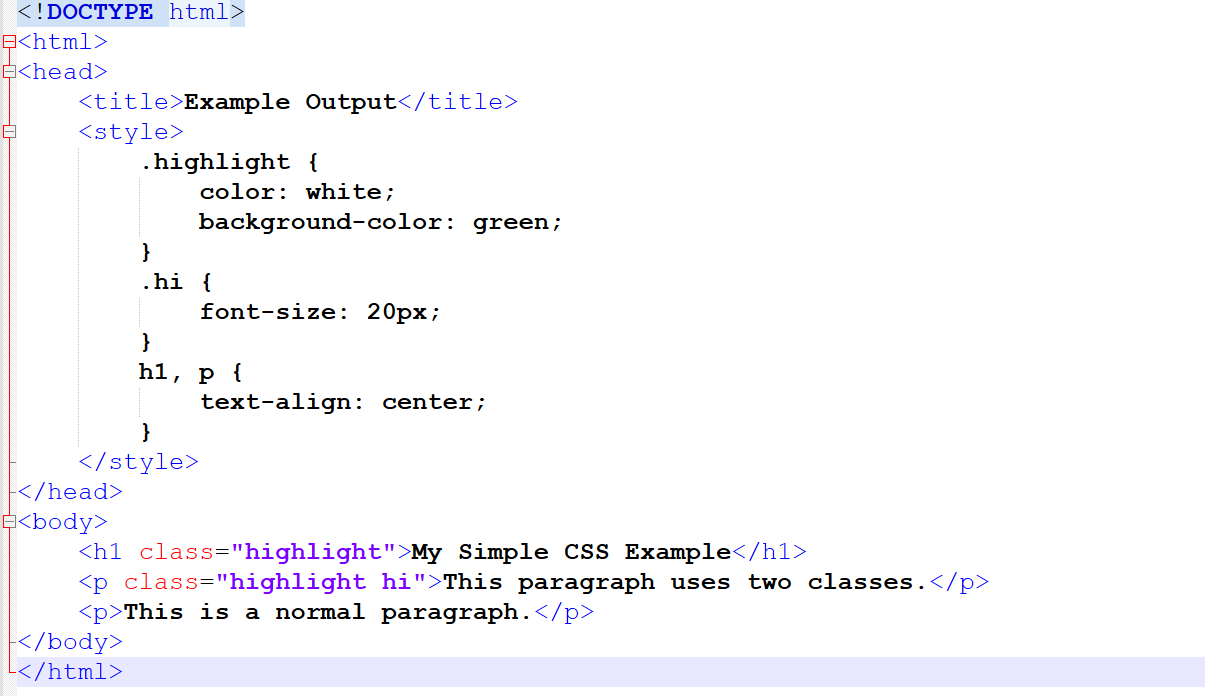 <!DOCTYPE html>
<html>
<head>
    <title>Example Output</title>
    <style>
        .highlight {
            color: white;
            background-color: green;
        }
        .hi {
            font-size: 20px;
        }
        h1, p {
            text-align: center;
        }
    </style>
</head>
<body>
    <h1 class="highlight">My Simple CSS Example</h1>
    <p class="highlight hi">This paragraph uses two classes.</p>
    <p>This is a normal paragraph.</p>
</body>
</html>